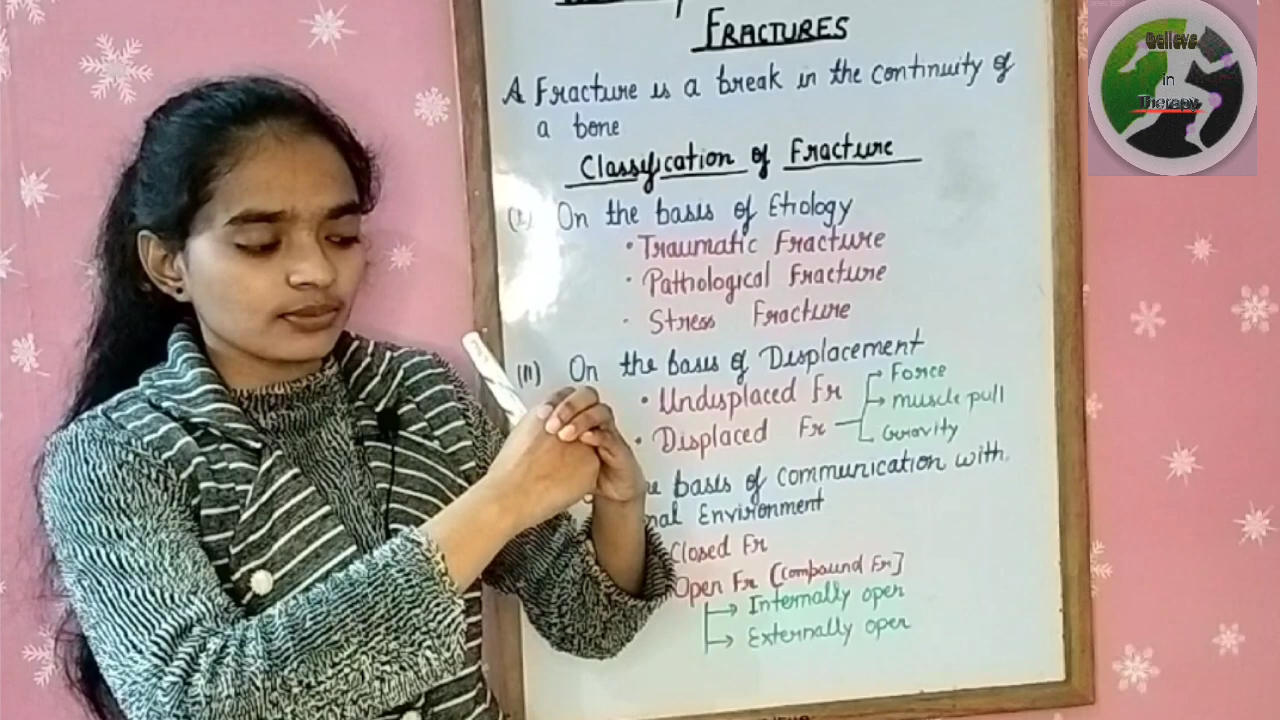 FRACTURES
A Fracture is a break in the continuity of
a bone
Classification of Fracture
(I) On the basis of Etiology
• Traumatic Fracture
• Pathological Fracture
• Stress Fracture
(II) On the basis of Displacement
• Undisplaced Fr
• Displaced Fr
→ Force
→ muscle pull
Gravity
basis of communication with
nal Environment
Closed Fr
Open Fr [Compound Fr]
→ Internally open
→ Externally open
Believe
in
Therapy